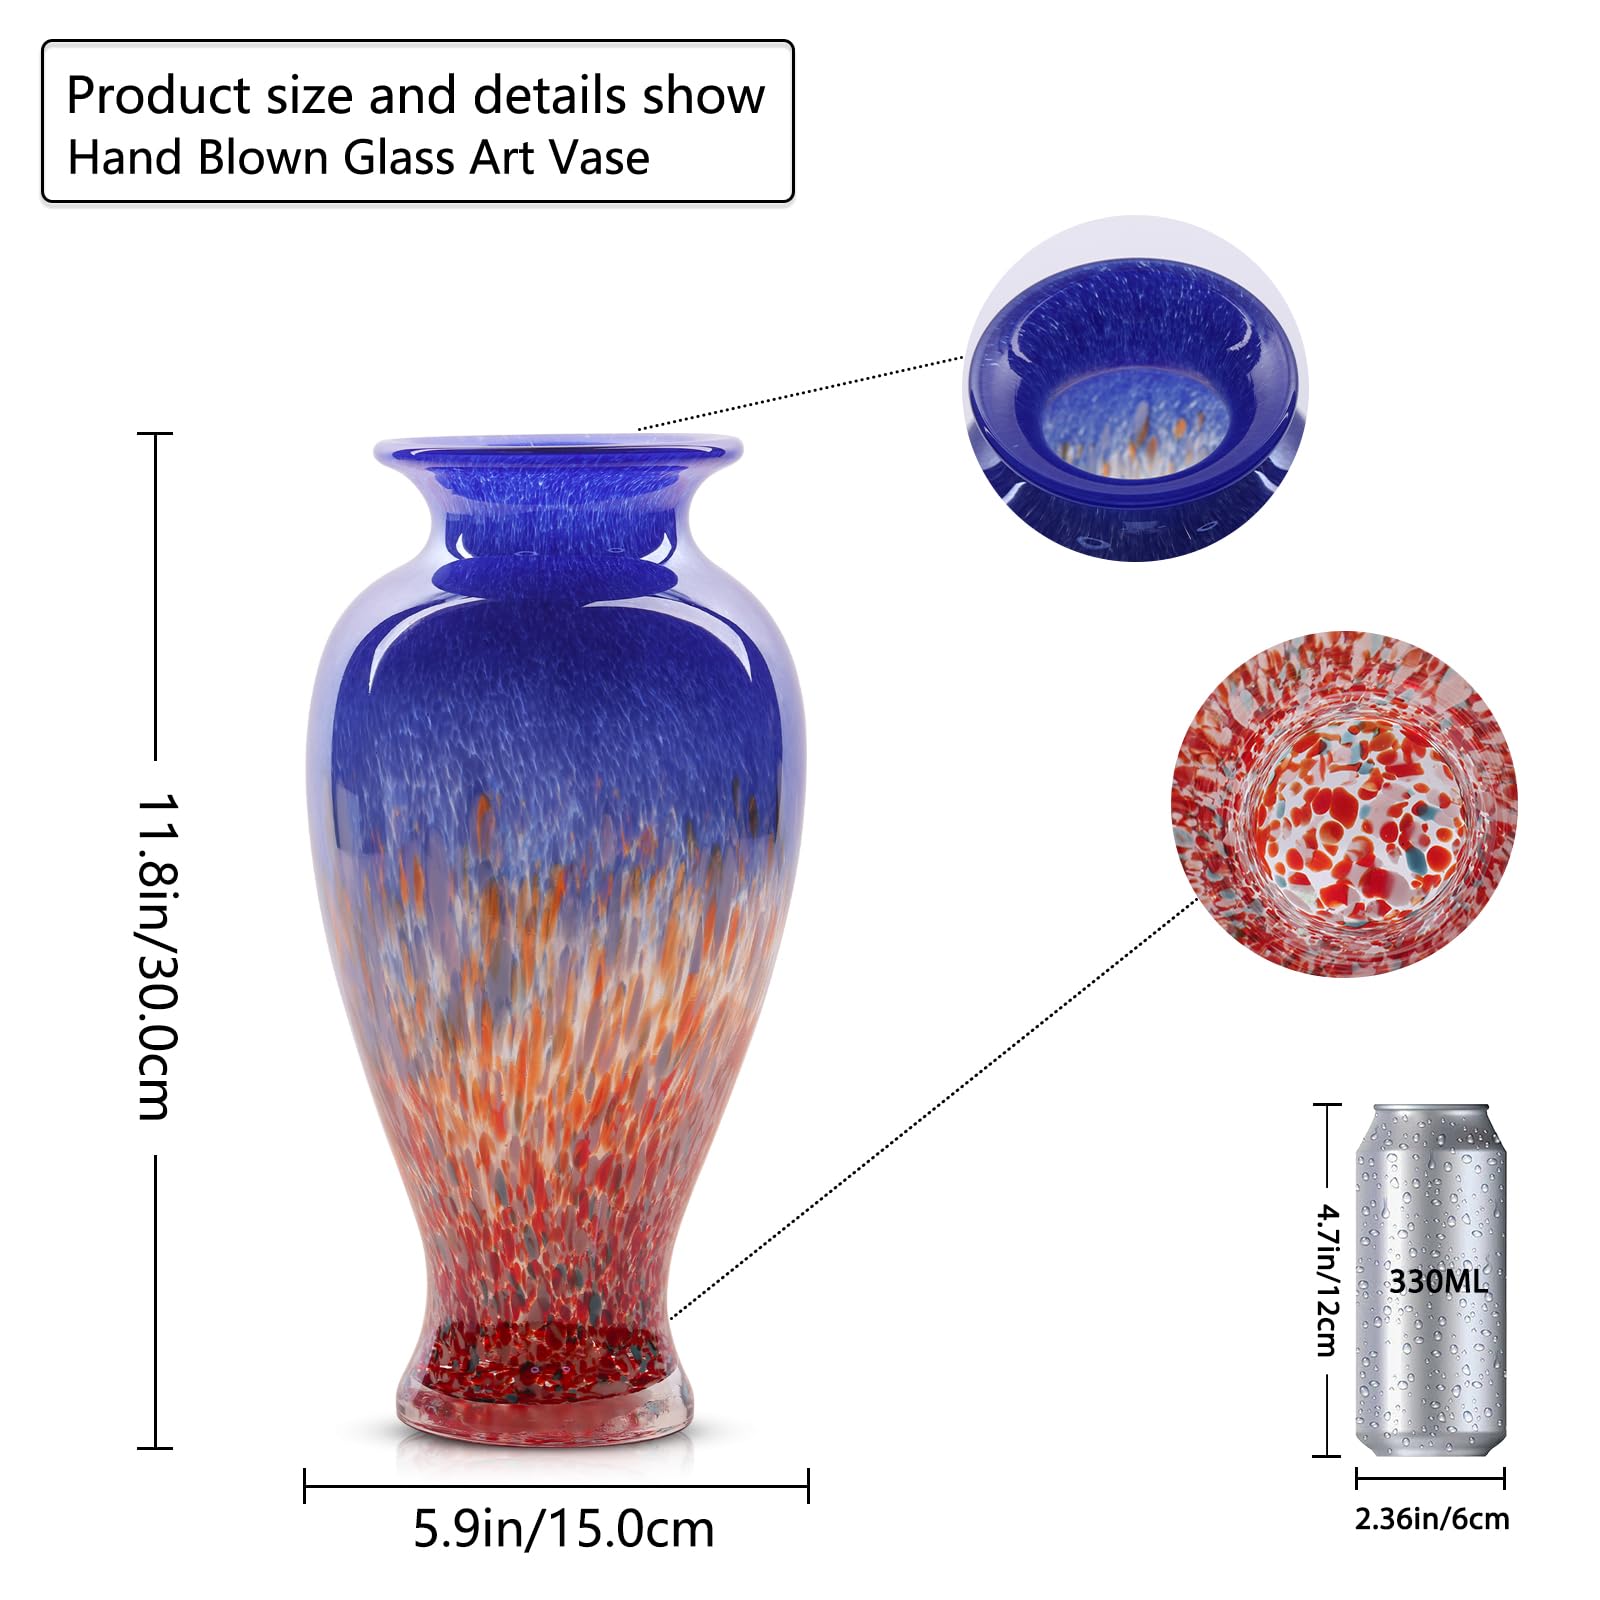 Product size and details show
Hand Blown Glass Art Vase
11.8in/30.0cm
5.9in/15.0cm
4.7in/12cm
330ML
2.36in/6cm